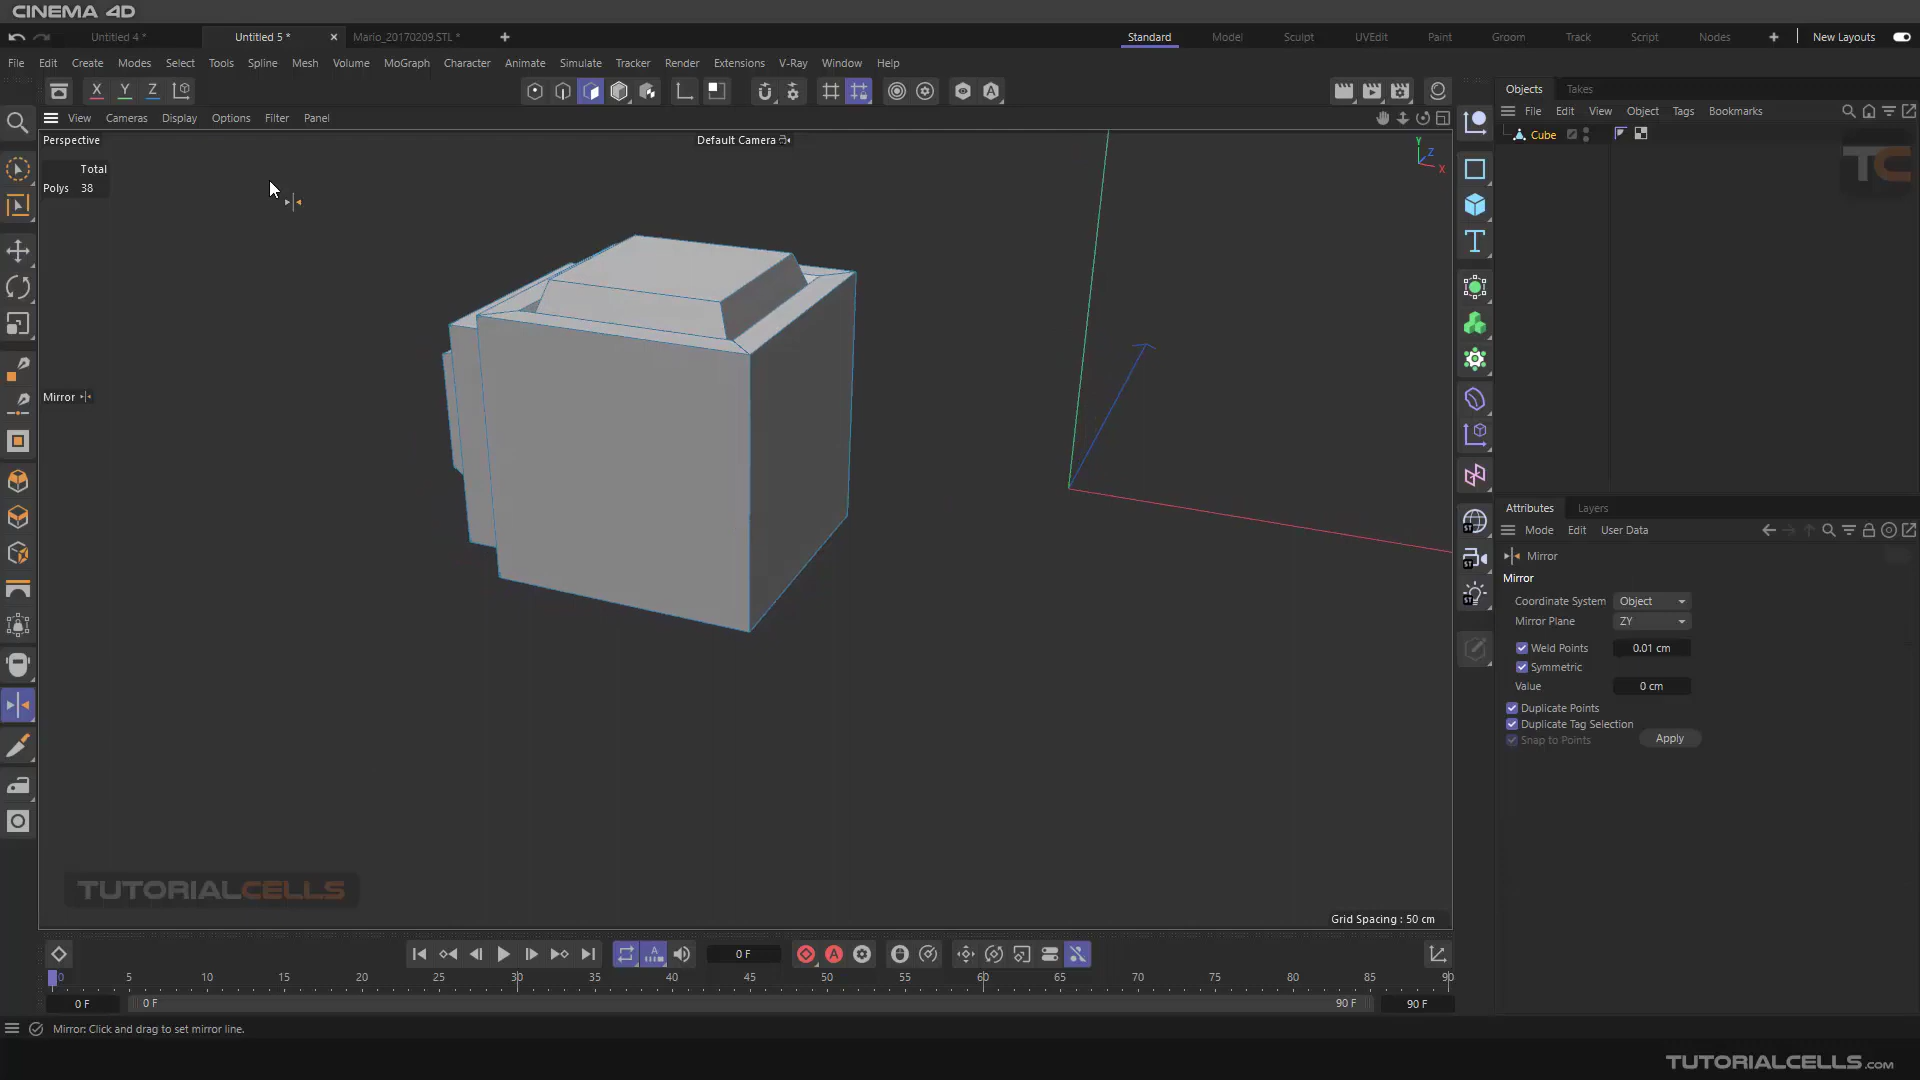 CINEMA 4D
Untitled 4 *
Untitled 5 *
Mario_20170209.STL *
Standard
Model
Sculpt
UVEdit
Paint
Groom
Track
Script
Nodes
New Layouts
File
Edit
Create
Modes
Select
Tools
Spline
Mesh
Volume
MoGraph
Character
Animate
Simulate
Tracker
Render
Extensions
V-Ray
Window
Help
X
Y
Z
Objects
Takes
View
Cameras
Display
Options
Filter
Panel
File
Edit
View
Object
Tags
Bookmarks
Perspective
Default Camera
Cube
Y
Z
X
TC
Total
Polys 38
Mirror
Attributes
Layers
Mode
Edit
User Data
Mirror
Mirror
Coordinate System Object
Mirror Plane ZY
Weld Points 0.01 cm
Symmetric
Value 0 cm
Duplicate Points
Duplicate Tag Selection
Snap to Points
Apply
TUTORIALCELLS
Grid Spacing : 50 cm
0 F
0 5 10 15 20 25 30 35 40 45 50 55 60 65 70 75 80 85 90
0 F
0 F
90 F
90 F
Mirror: Click and drag to set mirror line.
TUTORIALCELLS.COM